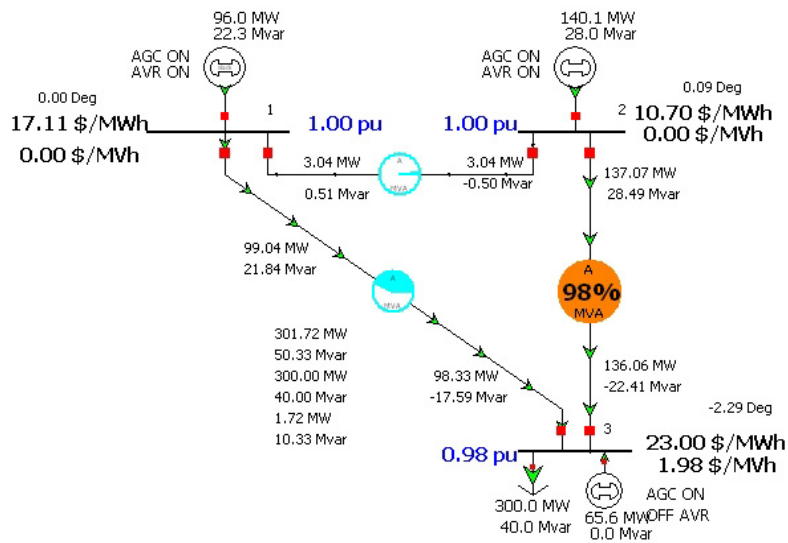 96.0 MW
22.3 Mvar
140.1 MW
28.0 Mvar
AGC ON
AVR ON
AGC ON
AVR ON
0.00 Deg
0.09 Deg
1
2
17.11 $/MWh
1.00 pu
1.00 pu
10.70 $/MWh
0.00 $/MVh
0.00 $/MVh
3.04 MW
A
MVA
3.04 MW
0.51 Mvar
-0.50 Mvar
137.07 MW
28.49 Mvar
99.04 MW
21.84 Mvar
A
MVA
A
98%
MVA
301.72 MW
50.33 Mvar
300.00 MW
40.00 Mvar
1.72 MW
10.33 Mvar
98.33 MW
-17.59 Mvar
136.06 MW
-22.41 Mvar
-2.29 Deg
3
0.98 pu
23.00 $/MWh
1.98 $/MVh
300.0 MW
40.0 Mvar
65.6 MW
0.0 Mvar
AGC ON
OFF AVR